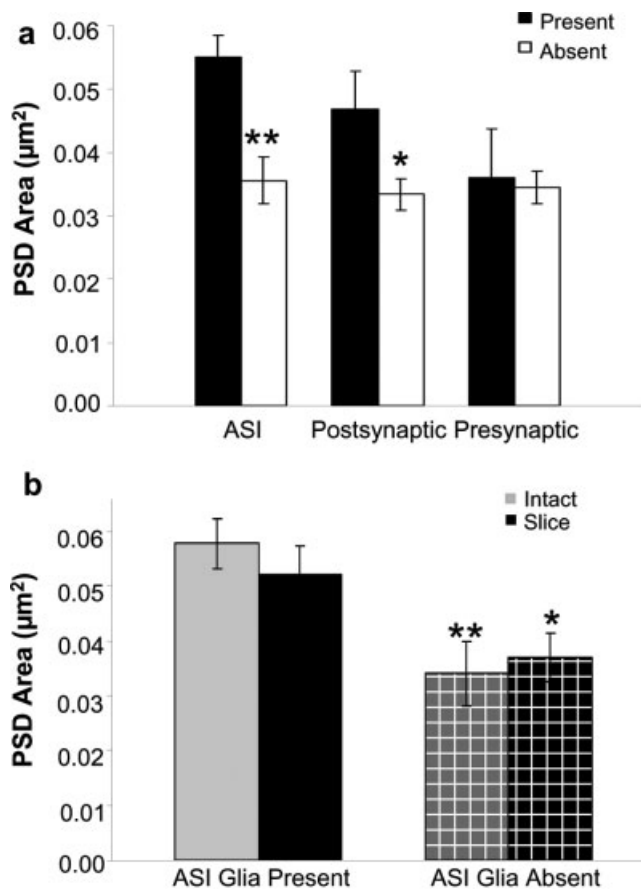 a
Present
Absent
PSD Area (µm²)
0.06
0.05
0.04
0.03
0.02
0.01
0.00
**
*
ASI Postsynaptic Presynaptic
b
Intact
Slice
PSD Area (µm²)
0.06
0.05
0.04
0.03
0.02
0.01
0.00
**
*
ASI Glia Present ASI Glia Absent